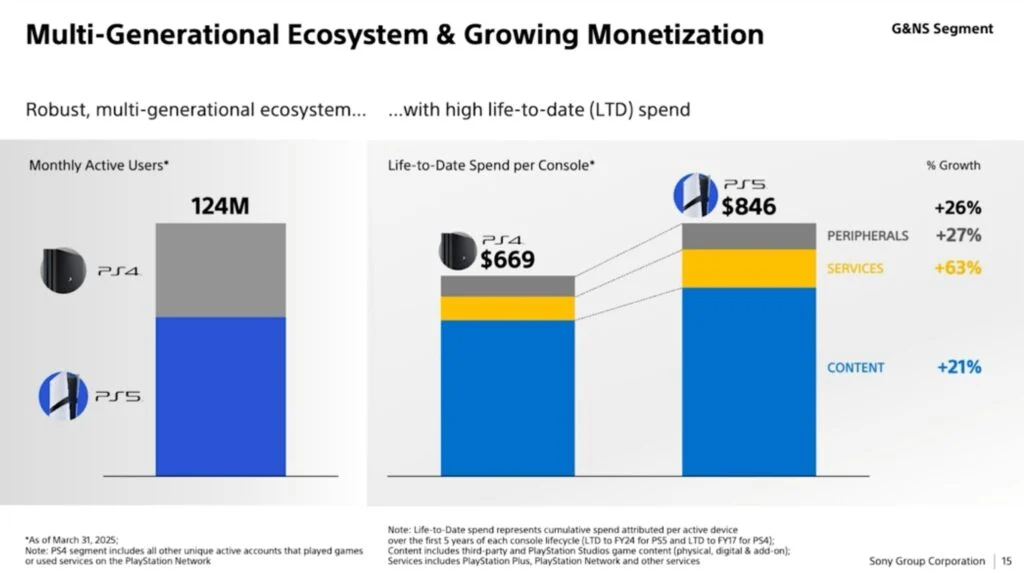 Multi-Generational Ecosystem & Growing Monetization
G&NS Segment
Robust, multi-generational ecosystem...
...with high life-to-date (LTD) spend
Monthly Active Users*
124M
PS4
PS5
Life-to-Date Spend per Console*
% Growth
PS4
$669
PS5
$846
+26%
PERIPHERALS +27%
SERVICES +63%
CONTENT +21%
*As of March 31, 2025;
Note: PS4 segment includes all other unique active accounts that played games
or used services on the PlayStation Network
Note: Life-to-Date spend represents cumulative spend attributed per active device
over the first 5 years of each console lifecycle (LTD to FY24 for PS5 and LTD to FY17 for PS4);
Content includes third-party and PlayStation Studios game content (physical, digital & add-on);
Services includes PlayStation Plus, PlayStation Network and other services
Sony Group Corporation | 15